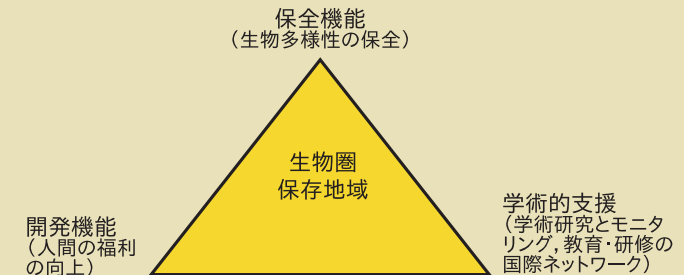 保全機能
（生物多様性の保全）
生物圏
保存地域
開発機能
（人間の福利
の向上）
学術的支援
（学術研究とモニタ
リング，教育・研修の
国際ネットワーク）